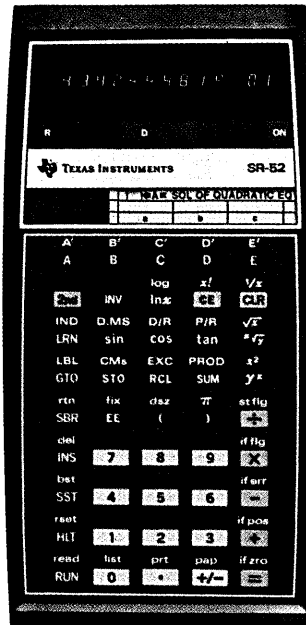 R D ON
TEXAS INSTRUMENTS SR-52
SOL OF QUADRATIC EQ
a b c
A' B' C' D' E'
A B C D E
log x! 1/x
2nd INV lnx CE CLR
IND D.MS D/R P/R √x
LRN sin cos tan ˣ√y
LBL CMs EXC PROD x²
GTO STO RCL SUM yˣ
rtn fix dsz π st flg
SBR EE ( ) ÷
del if flg
INS 7 8 9 X
bst if err
SST 4 5 6 −
rset if pos
HLT 1 2 3 +
read list prt pap if zro
RUN 0 . +/− =